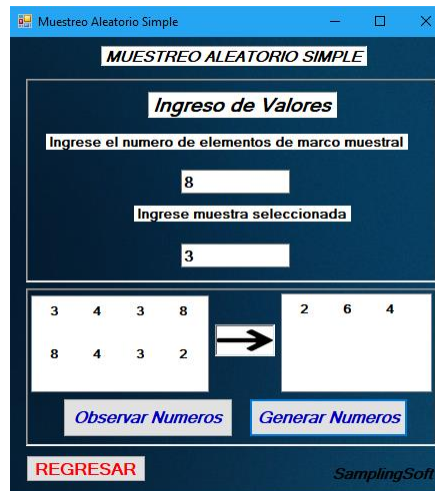 Muestreo Aleatorio Simple
MUESTREO ALEATORIO SIMPLE
Ingreso de Valores
Ingrese el numero de elementos de marco muestral
8
Ingrese muestra seleccionada
3
3 4 3 8
8 4 3 2
2 6 4
Observar Numeros
Generar Numeros
REGRESAR
SamplingSoft